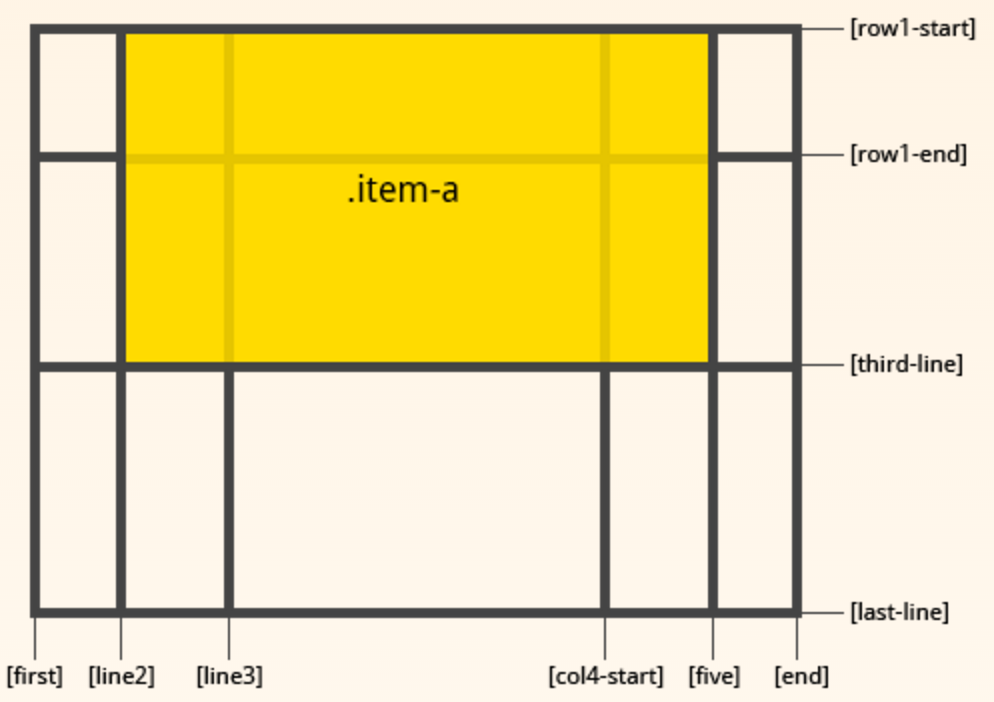 [row1-start]
[row1-end]
.item-a
[third-line]
[last-line]
[first] [line2] [line3] [col4-start] [five] [end]